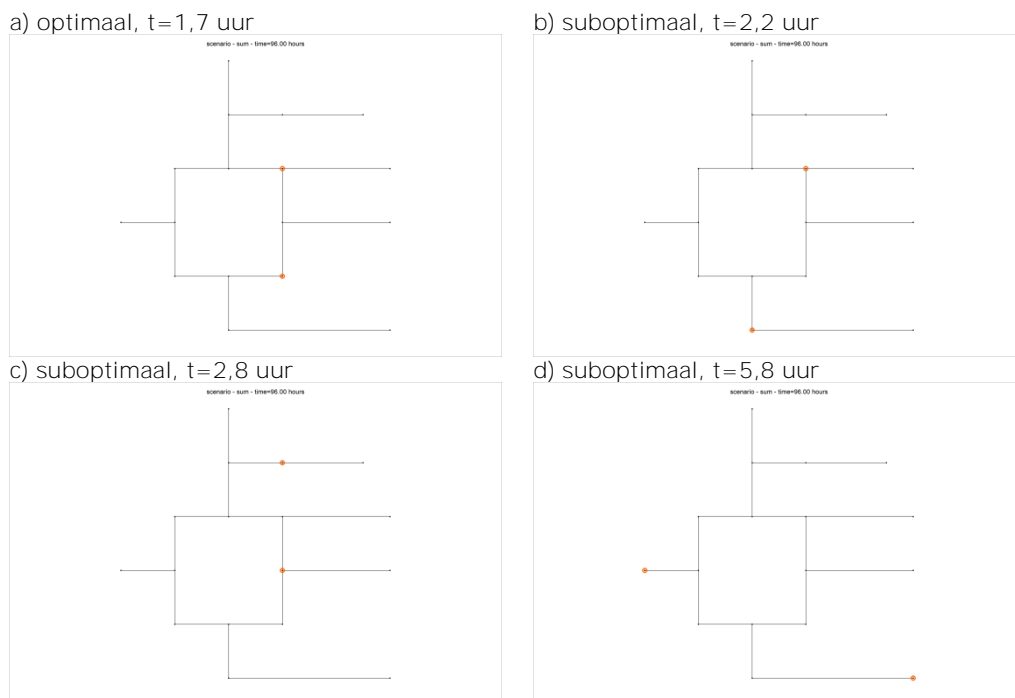 a) optimaal, t=1,7 uur
scenario - sum - time=96.00 hours
b) suboptimaal, t=2,2 uur
scenario - sum - time=96.00 hours
c) suboptimaal, t=2,8 uur
scenario - sum - time=96.00 hours
d) suboptimaal, t=5,8 uur
scenario - sum - time=96.00 hours